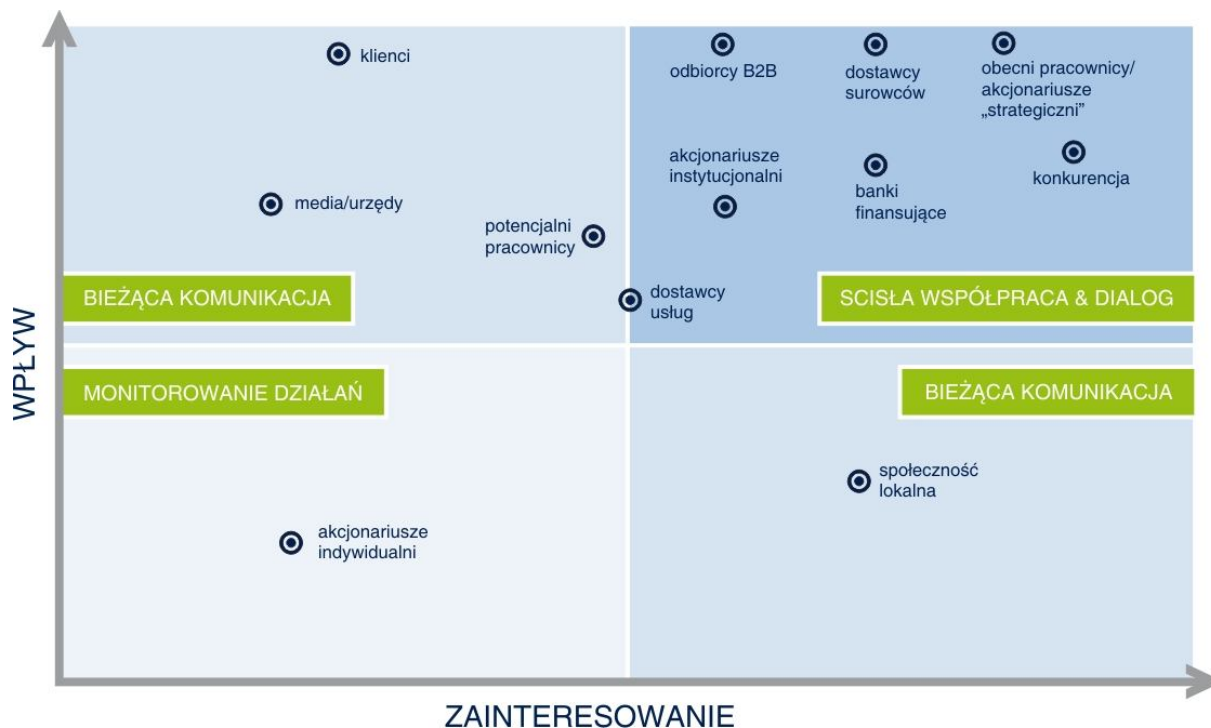 klienci
odbiorcy B2B
dostawcy
surowców
obecni pracownicy/
akcjonariusze
„strategiczni”
media/urzędy
potencjalni
pracownicy
akcjonariusze
instytucjonalni
banki
finansujące
konkurencja
dostawcy
usług
BIEŻĄCA KOMUNIKACJA
SCISŁA WSPÓŁPRACA & DIALOG
WPŁYW
MONITOROWANIE DZIAŁAŃ
BIEŻĄCA KOMUNIKACJA
społeczność
lokalna
akcjonariusze
indywidualni
ZAINTERESOWANIE